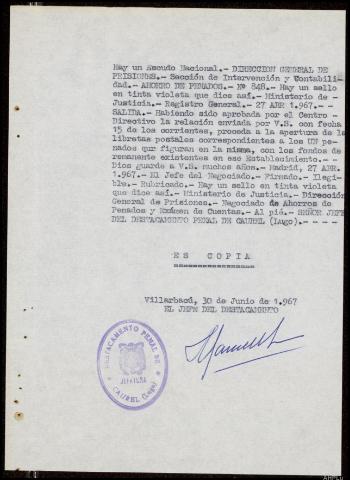 Hay un Escudo Nacional.- DIRECCION GENERAL DE
PRISIONES.- Sección de Intervención y Contabili-
dad.- AHORRO DE PENADOS.- Nº 848.- Hay un sello
en tinta violeta que dice así.- Ministerio de -
Justicia.- Registro General.- 27 ABR 1.967.- -
SALIDA.- Habiendo sido aprobada por el Centro -
Directivo la relación enviada por V.S. con fecha
15 de los corrientes, proceda a la apertura de la
libretas postales correspondientes a los UN pe-
nados que figuran en la misma, con los fondos de
remanente existentes en ese Establecimiento.- -
Dios guarde a V.S. muchos años.- Madrid, 27 ABR.
1.967.- El Jefe del Negociado.- Firmado.- Ilegi-
ble.- Rubricado.- Hay un sello en tinta violeta
que dice así.- Ministerio de Justicia.- Dirección
General de Prisiones.- Negociado de Ahorros de
Penados y Exámen de Cuentas.- Al pié.- SEÑOR JEFE
DEL DESTACAMENTO PENAL DE CAUREL (Lugo).- - - - -
ES COPIA
Villarbacú, 30 de Junio de 1.967
EL JEFE DEL DESTACAMENTO
DESTACAMENTO PENAL DE
JEFATURA
CAUREL (Lugo)